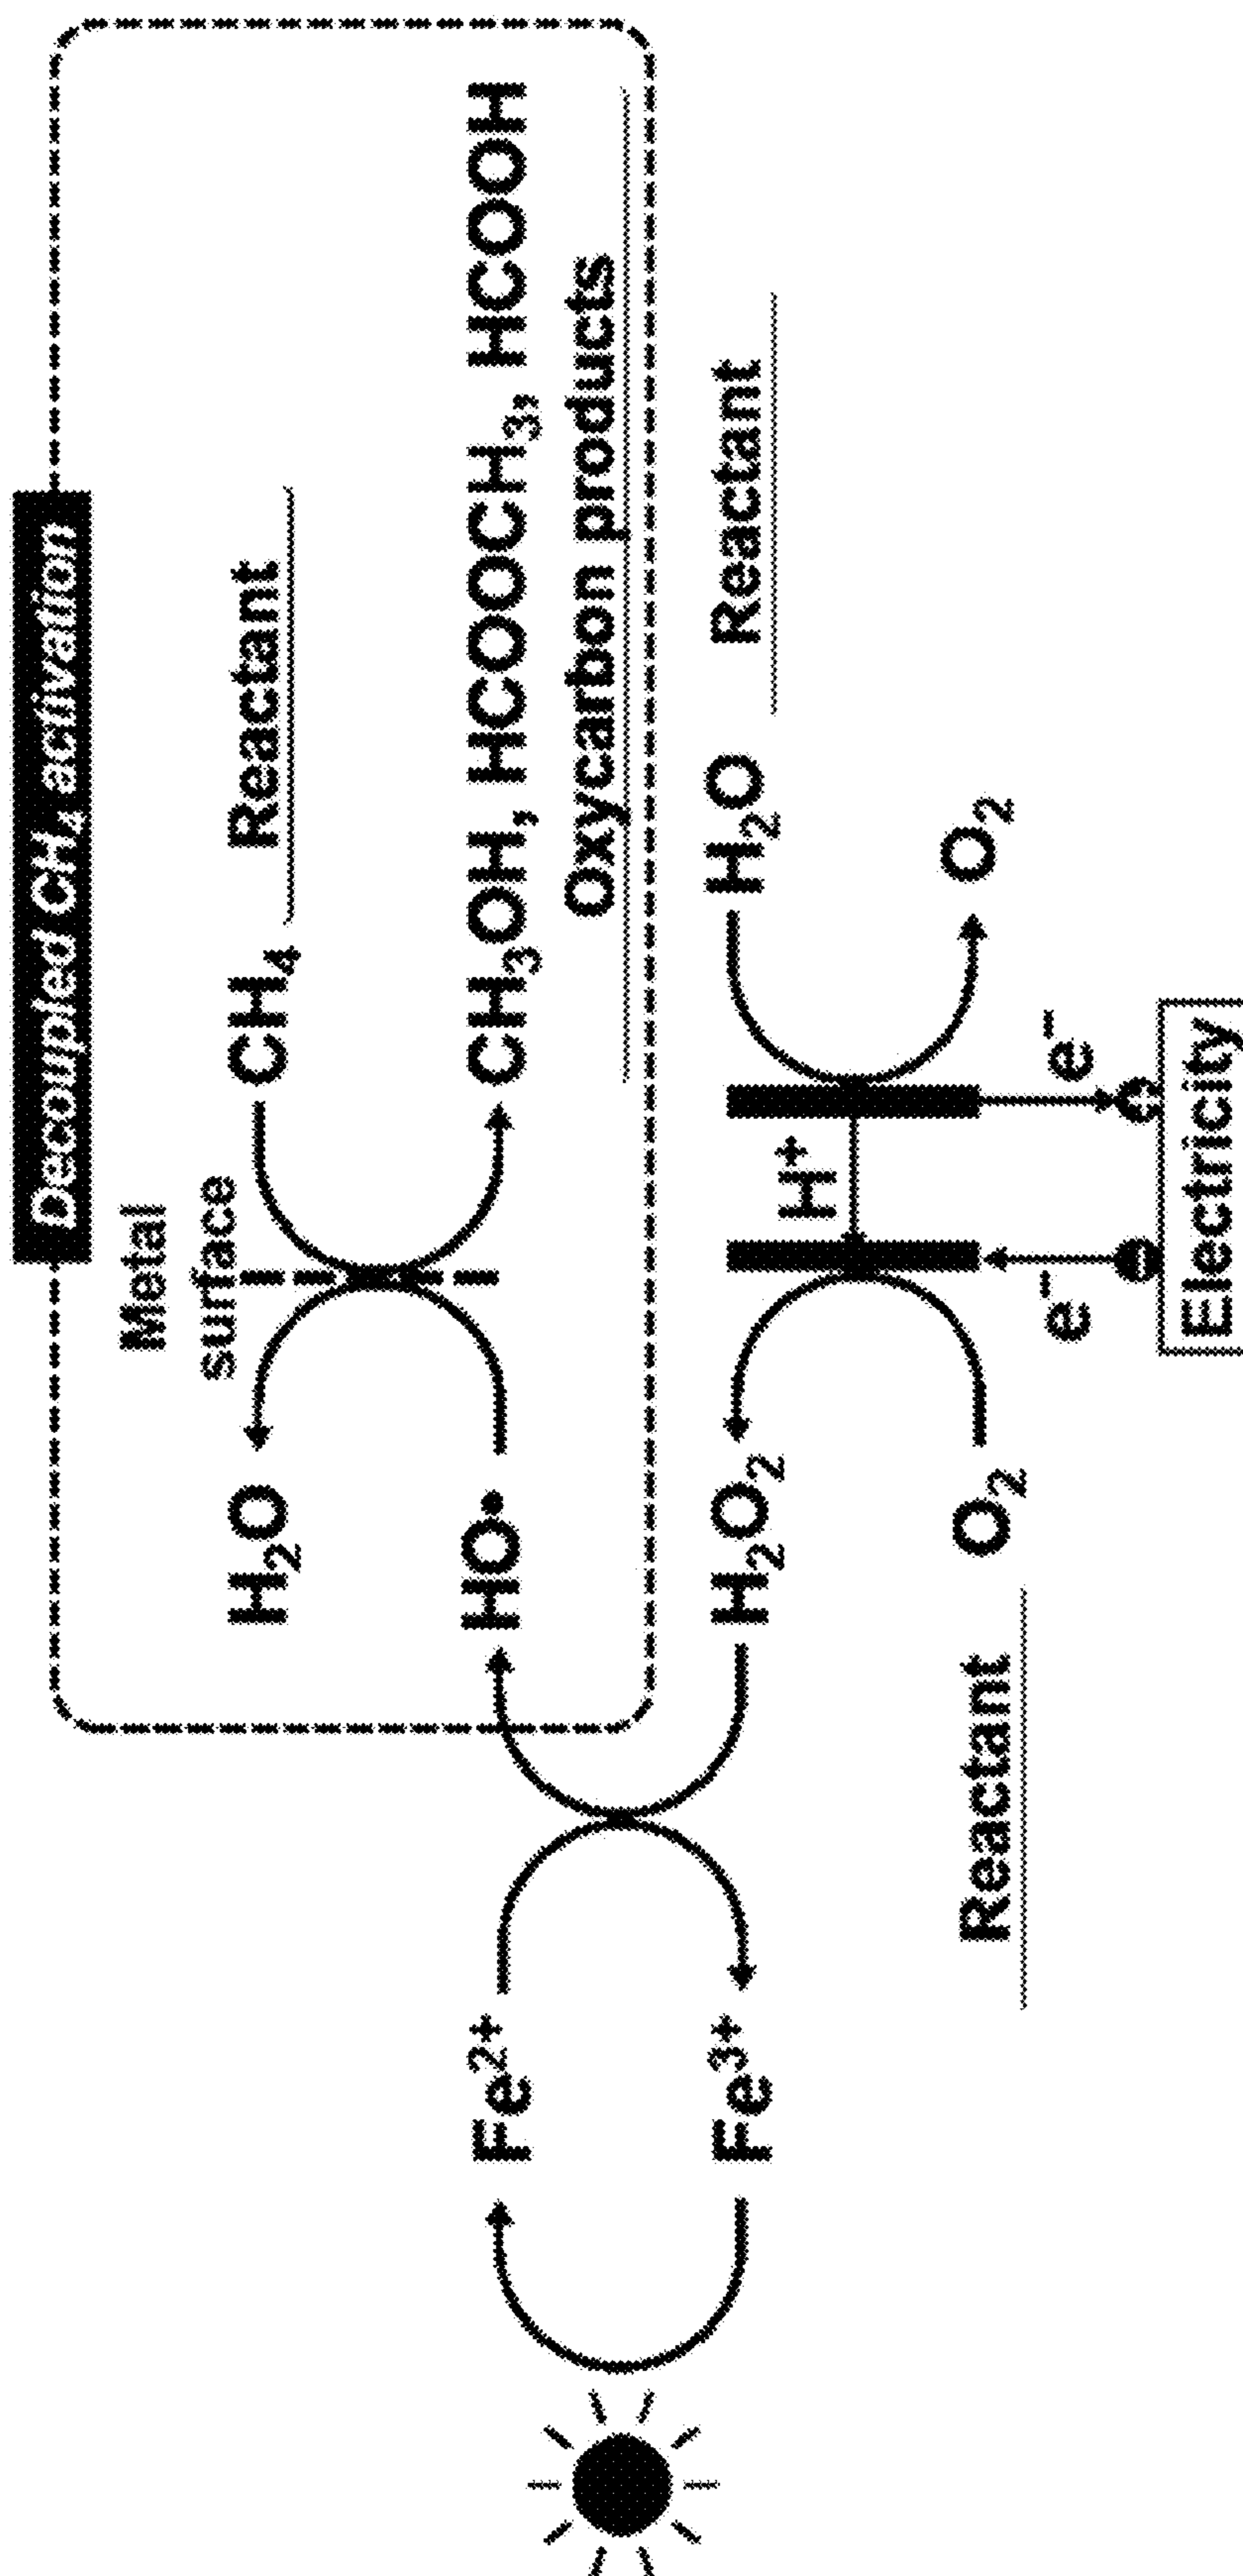 Decoupled CH₄ activation
Metal
surface
H₂O
CH₄
Reactant
Fe²⁺
HO•
CH₃OH, HCOOCH₃, HCOOH
Oxycarbon products
Fe³⁺
H₂O₂
H⁺
H₂O
Reactant
Reactant
O₂
O₂
e⁻
e⁻
−
+
Electricity